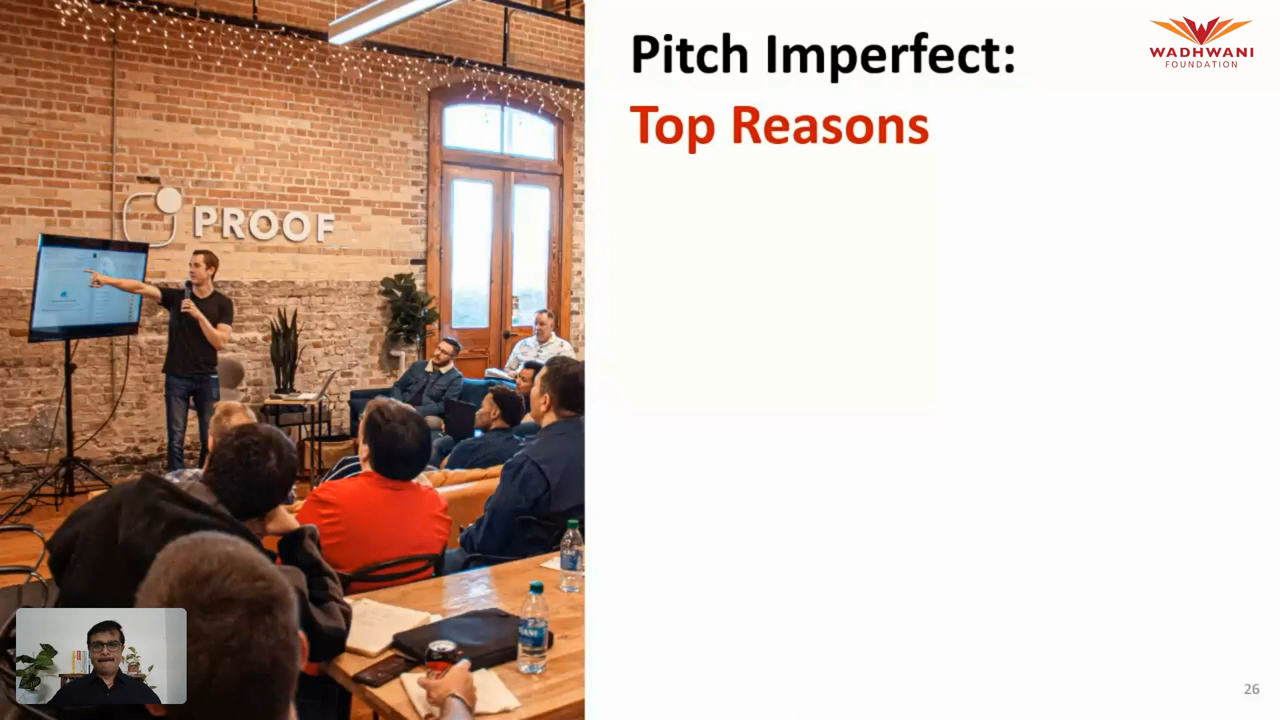 Pitch Imperfect:
Top Reasons
WADHWANI
FOUNDATION
PROOF
26